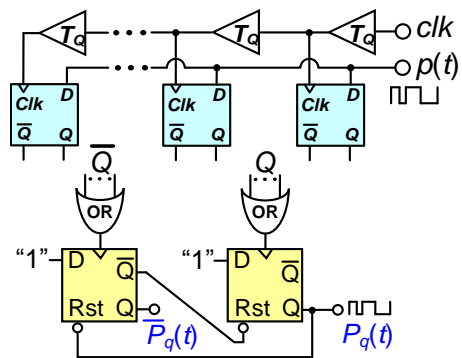 T_Q T_Q T_Q clk
p(t)
Clk D Clk D Clk D
Q̅ Q Q̅ Q Q̅ Q
Q̅ Q
OR OR
"1" D Q̅ "1" D Q̅
Rst Q Rst Q
P̅_q(t) P_q(t)